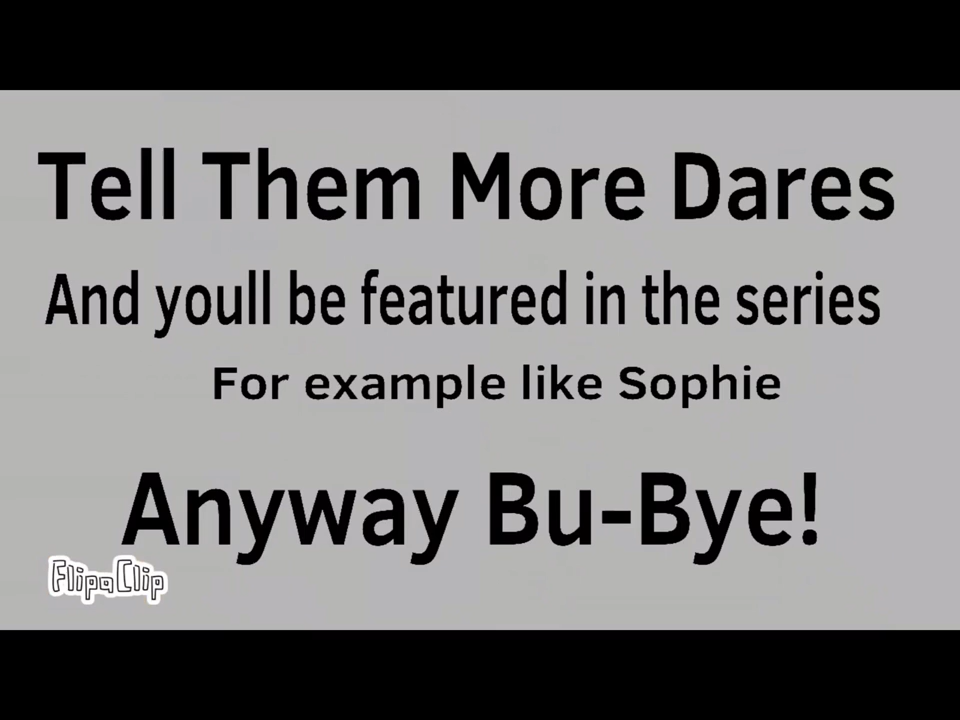 Tell Them More Dares
And youll be featured in the series
For example like Sophie
Anyway Bu-Bye!
FlipaClip